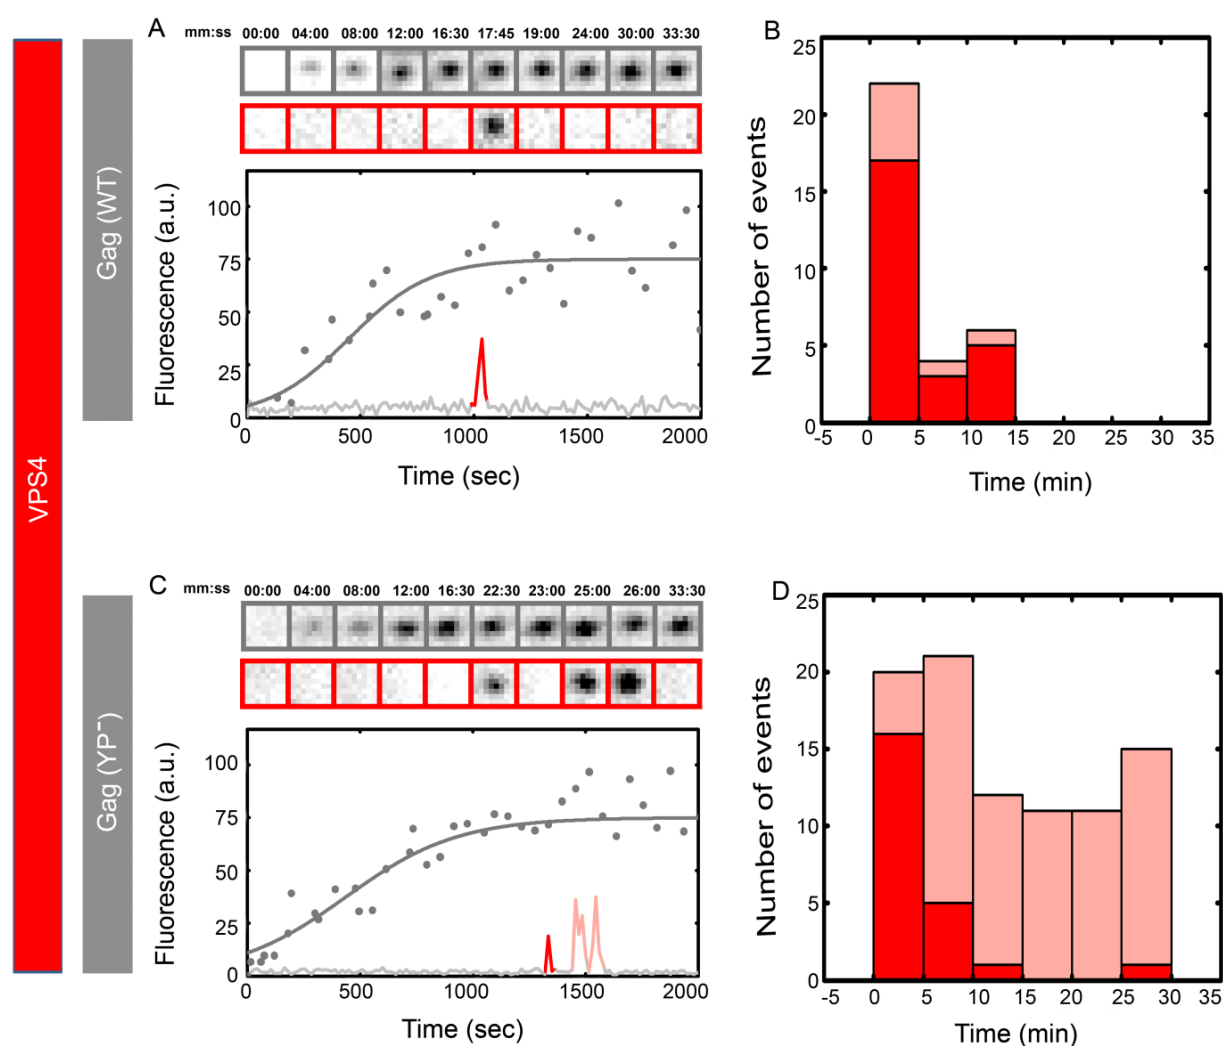 A
mm:ss 00:00 04:00 08:00 12:00 16:30 17:45 19:00 24:00 30:00 33:30
Fluorescence (a.u.)
100
75
50
25
0
0 500 1000 1500 2000
Time (sec)
B
Number of events
25
20
15
10
5
0
-5 0 5 10 15 20 25 30 35
Time (min)
VPS4
Gag (WT)
Gag (YP⁻)
C
mm:ss 00:00 04:00 08:00 12:00 16:30 22:30 23:00 25:00 26:00 33:30
Fluorescence (a.u.)
100
75
50
25
0
0 500 1000 1500 2000
Time (sec)
D
Number of events
25
20
15
10
5
0
-5 0 5 10 15 20 25 30 35
Time (min)